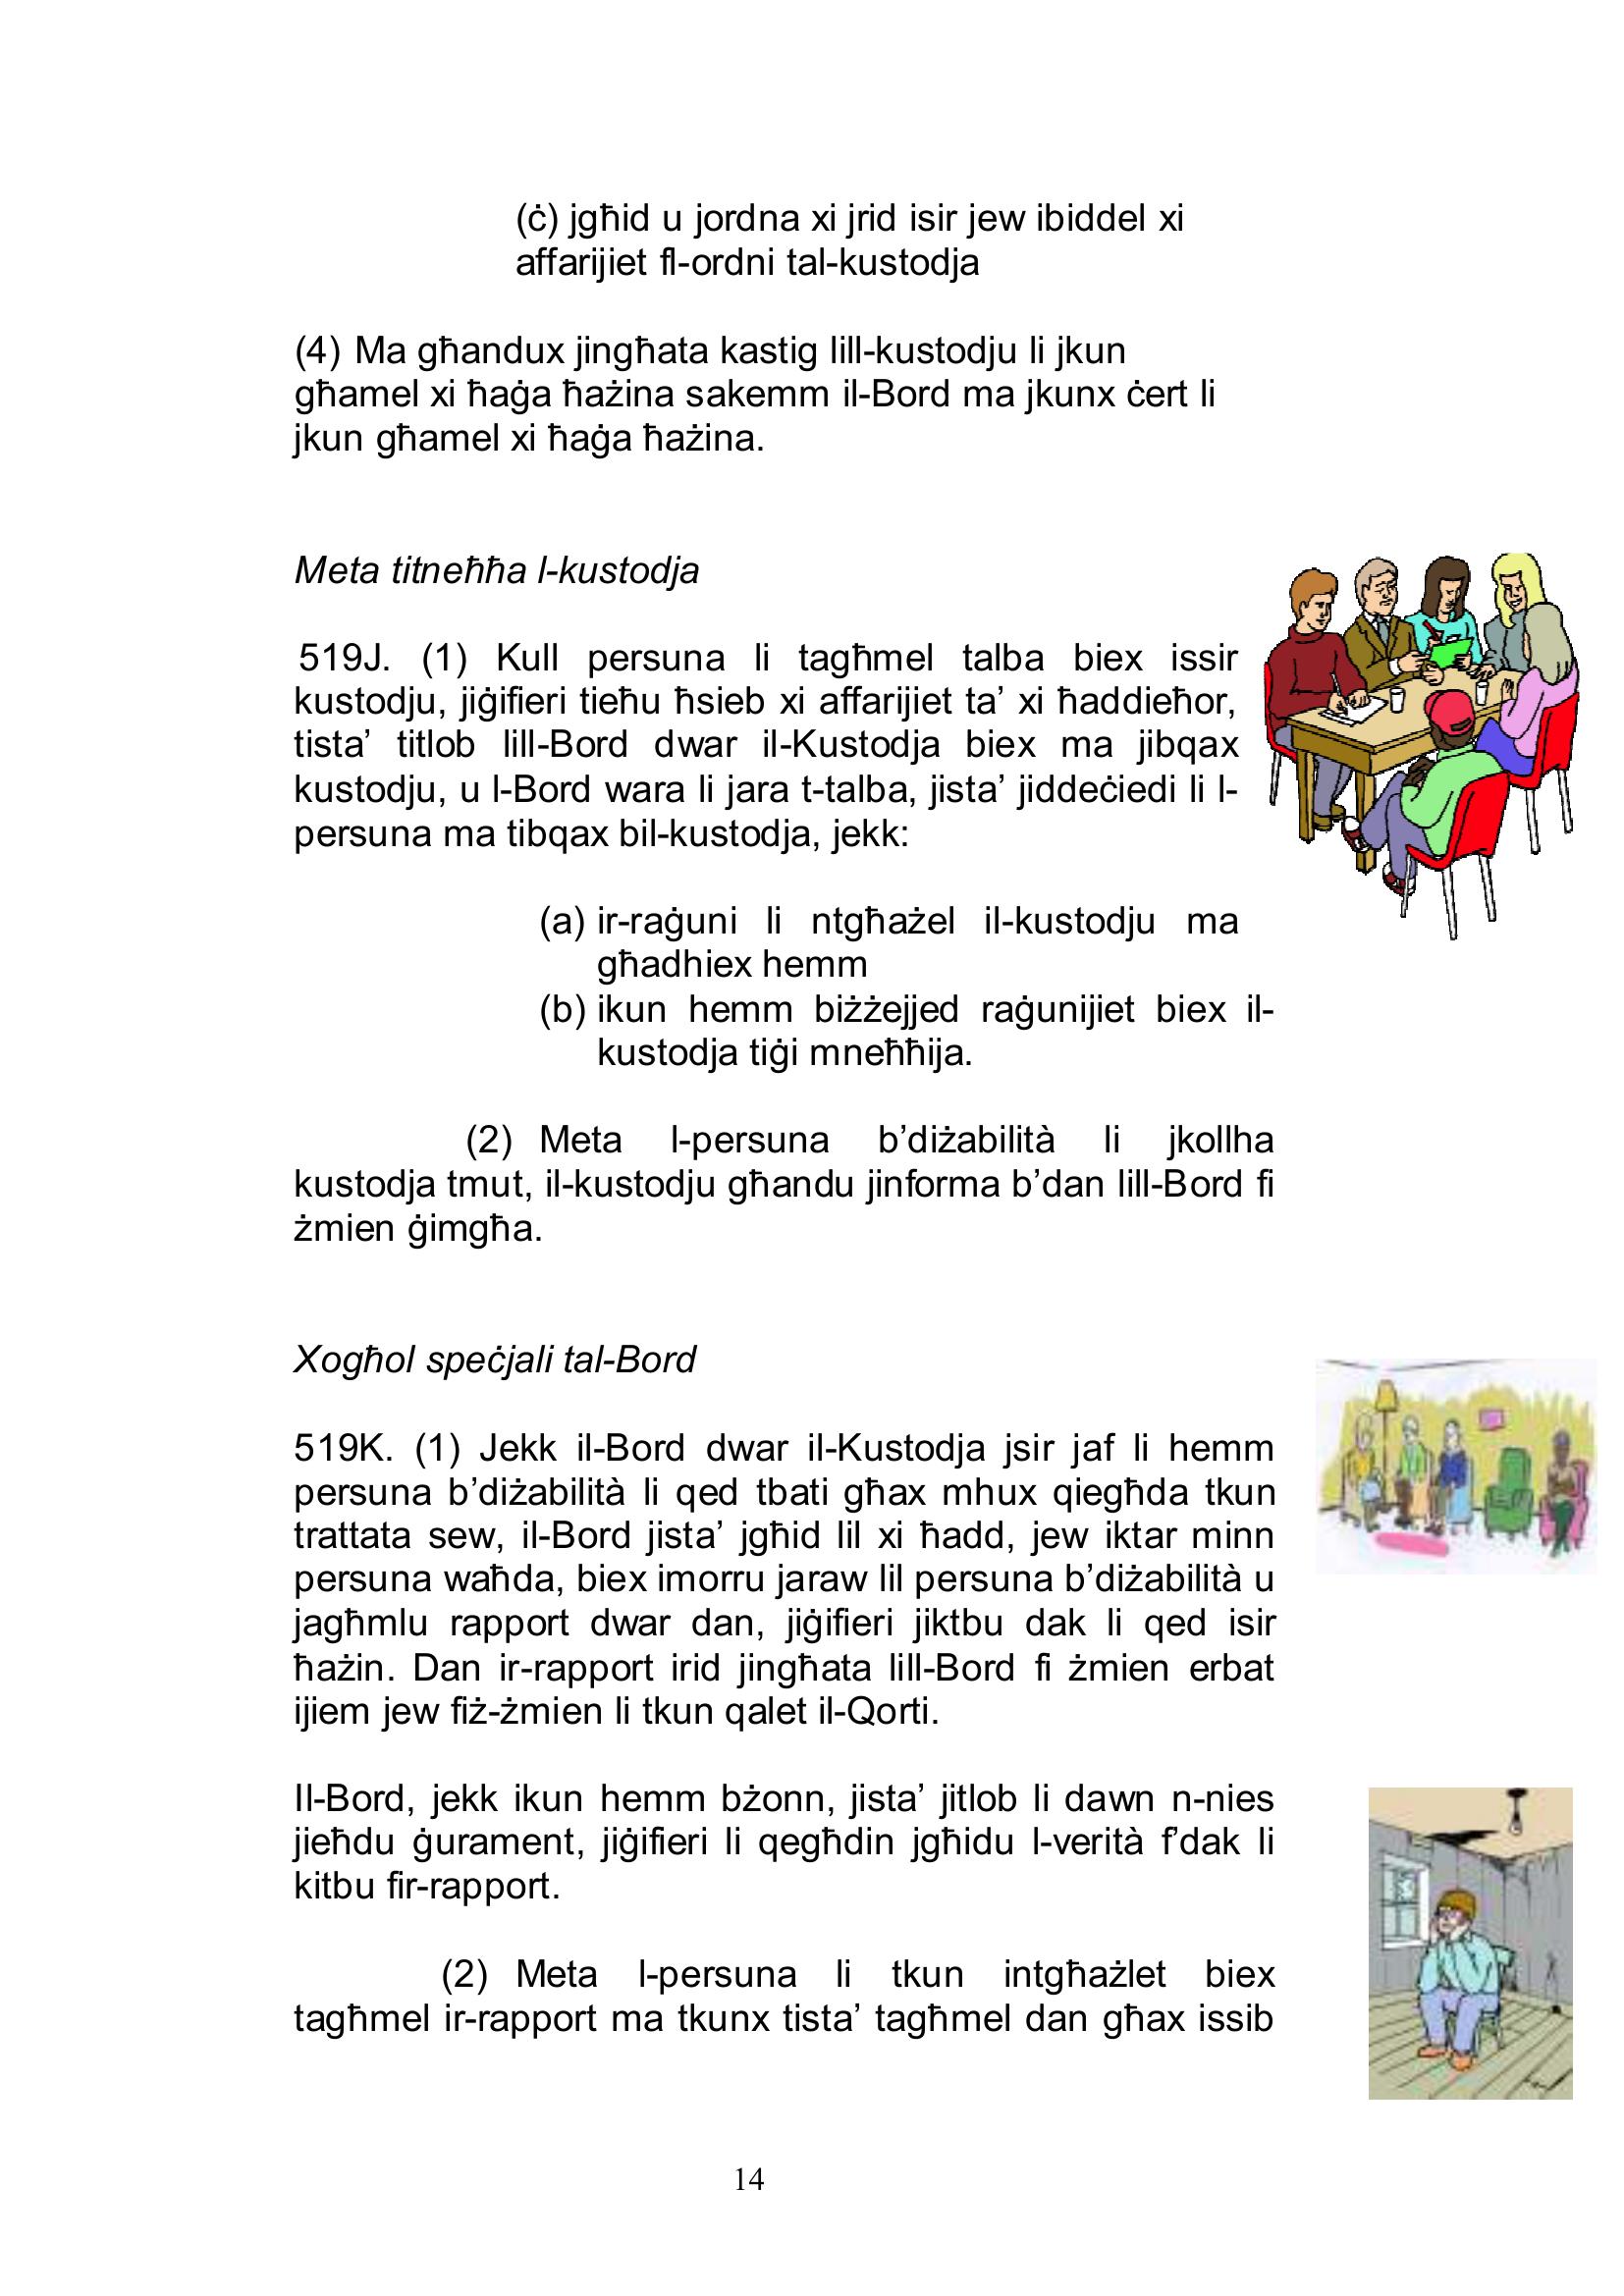 (ċ) jgħid u jordna xi jrid isir jew ibiddel xi
affarijiet fl-ordni tal-kustodja
(4) Ma għandux jingħata kastig lill-kustodju li jkun
għamel xi ħaġa ħażina sakemm il-Bord ma jkunx ċert li
jkun għamel xi ħaġa ħażina.
Meta titneħħa l-kustodja
519J. (1) Kull persuna li tagħmel talba biex issir
kustodju, jiġifieri tieħu ħsieb xi affarijiet ta’ xi ħaddieħor,
tista’ titlob lill-Bord dwar il-Kustodja biex ma jibqax
kustodju, u l-Bord wara li jara t-talba, jista’ jiddeċiedi li l-
persuna ma tibqax bil-kustodja, jekk:
(a) ir-raġuni li ntgħażel il-kustodju ma
għadhiex hemm
(b) ikun hemm biżżejjed raġunijiet biex il-
kustodja tiġi mneħħija.
(2) Meta l-persuna b’diżabilità li jkollha
kustodja tmut, il-kustodju għandu jinforma b’dan lill-Bord fi
żmien ġimgħa.
Xogħol speċjali tal-Bord
519K. (1) Jekk il-Bord dwar il-Kustodja jsir jaf li hemm
persuna b’diżabilità li qed tbati għax mhux qiegħda tkun
trattata sew, il-Bord jista’ jgħid lil xi ħadd, jew iktar minn
persuna waħda, biex imorru jaraw lil persuna b’diżabilità u
jagħmlu rapport dwar dan, jiġifieri jiktbu dak li qed isir
ħażin. Dan ir-rapport irid jingħata lill-Bord fi żmien erbat
ijiem jew fiż-żmien li tkun qalet il-Qorti.
Il-Bord, jekk ikun hemm bżonn, jista’ jitlob li dawn n-nies
jieħdu ġurament, jiġifieri li qegħdin jgħidu l-verità f’dak li
kitbu fir-rapport.
(2) Meta l-persuna li tkun intgħażlet biex
tagħmel ir-rapport ma tkunx tista’ tagħmel dan għax issib
14